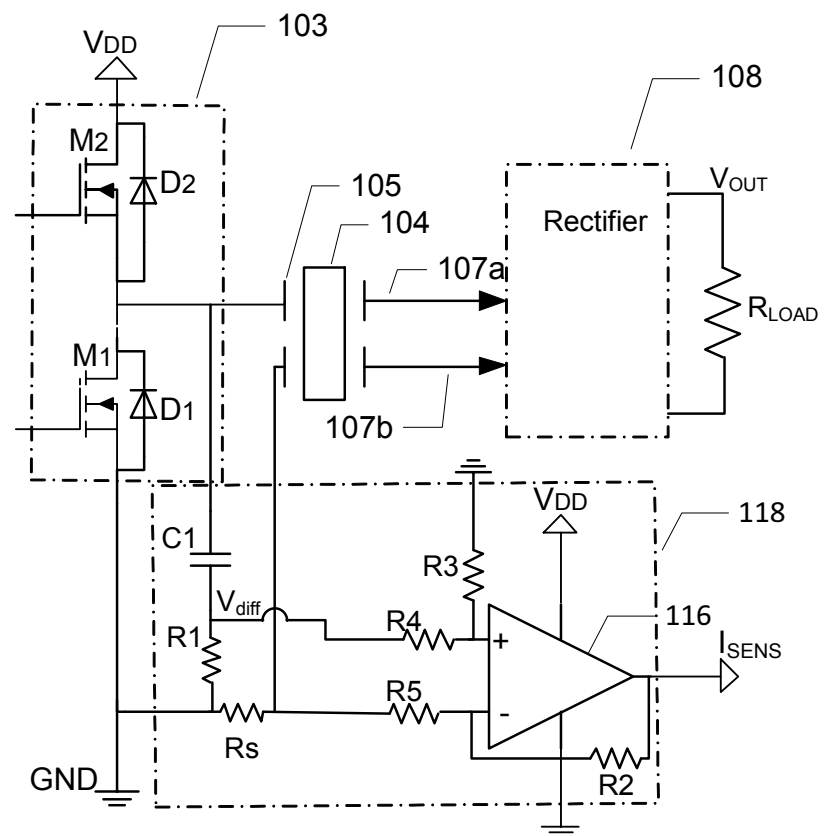 103
VDD
108
M2
D2
105
104
VOUT
Rectifier
107a
RLOAD
M1
D1
107b
VDD
118
C1
R3
Vdiff
R4
116
R1
+
ISENS
R5
-
Rs
R2
GND